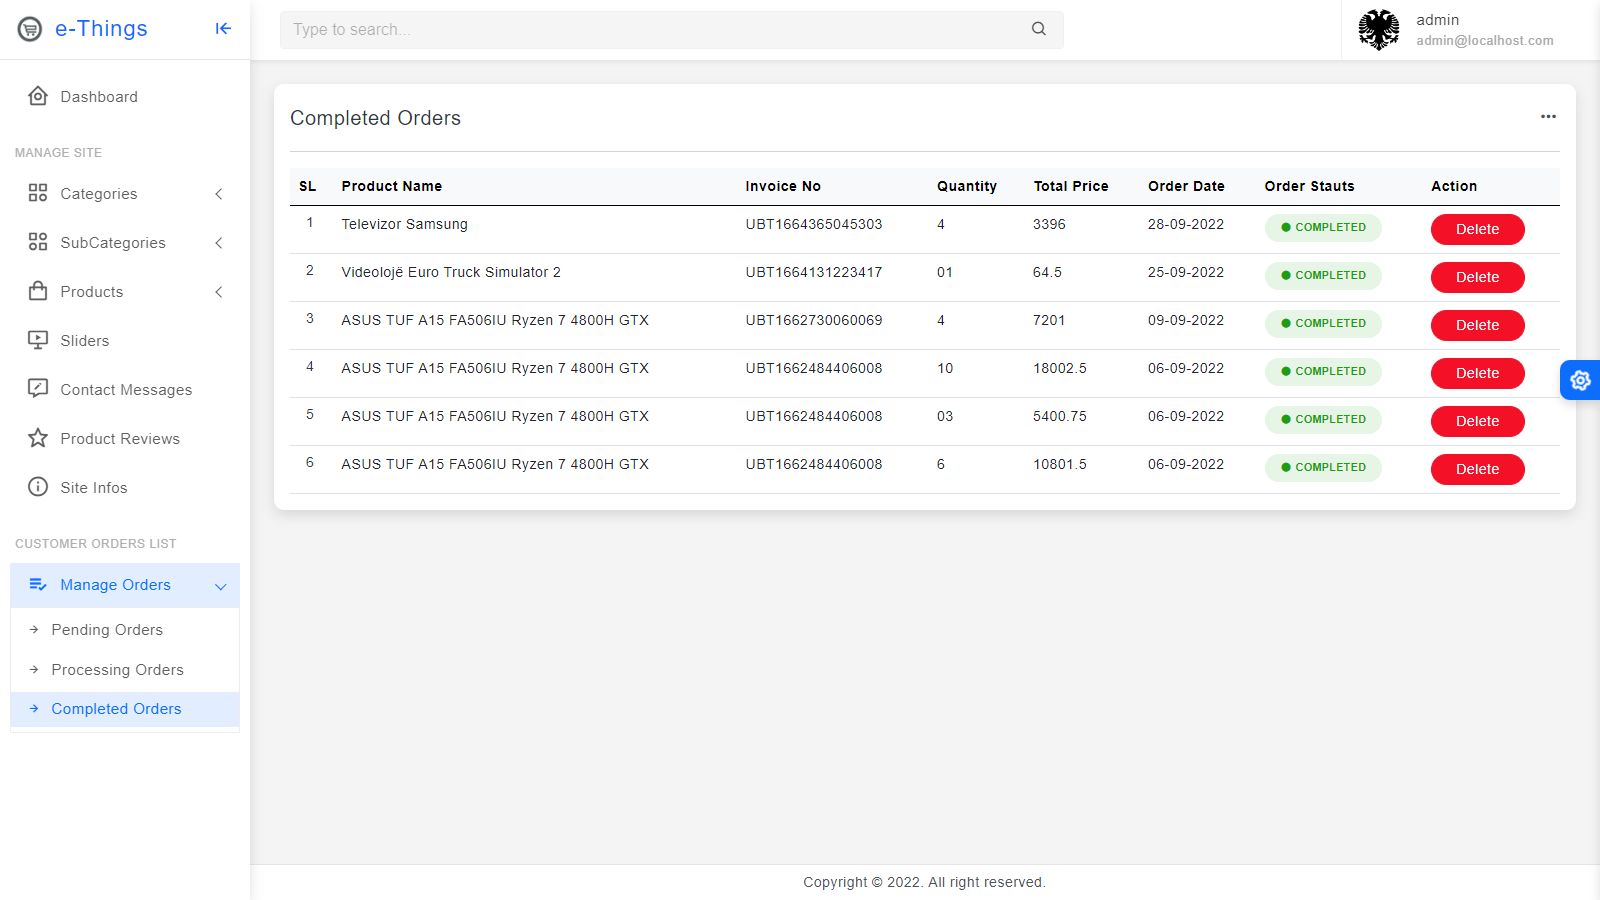 e-Things
Type to search...
admin
admin@localhost.com
Dashboard
MANAGE SITE
Categories
SubCategories
Products
Sliders
Contact Messages
Product Reviews
Site Infos
CUSTOMER ORDERS LIST
Manage Orders
Pending Orders
Processing Orders
Completed Orders
Completed Orders
SL Product Name Invoice No Quantity Total Price Order Date Order Stauts Action
1 Televizor Samsung UBT1664365045303 4 3396 28-09-2022 COMPLETED Delete
2 Videolojë Euro Truck Simulator 2 UBT1664131223417 01 64.5 25-09-2022 COMPLETED Delete
3 ASUS TUF A15 FA506IU Ryzen 7 4800H GTX UBT1662730060069 4 7201 09-09-2022 COMPLETED Delete
4 ASUS TUF A15 FA506IU Ryzen 7 4800H GTX UBT1662484406008 10 18002.5 06-09-2022 COMPLETED Delete
5 ASUS TUF A15 FA506IU Ryzen 7 4800H GTX UBT1662484406008 03 5400.75 06-09-2022 COMPLETED Delete
6 ASUS TUF A15 FA506IU Ryzen 7 4800H GTX UBT1662484406008 6 10801.5 06-09-2022 COMPLETED Delete
Copyright © 2022. All right reserved.